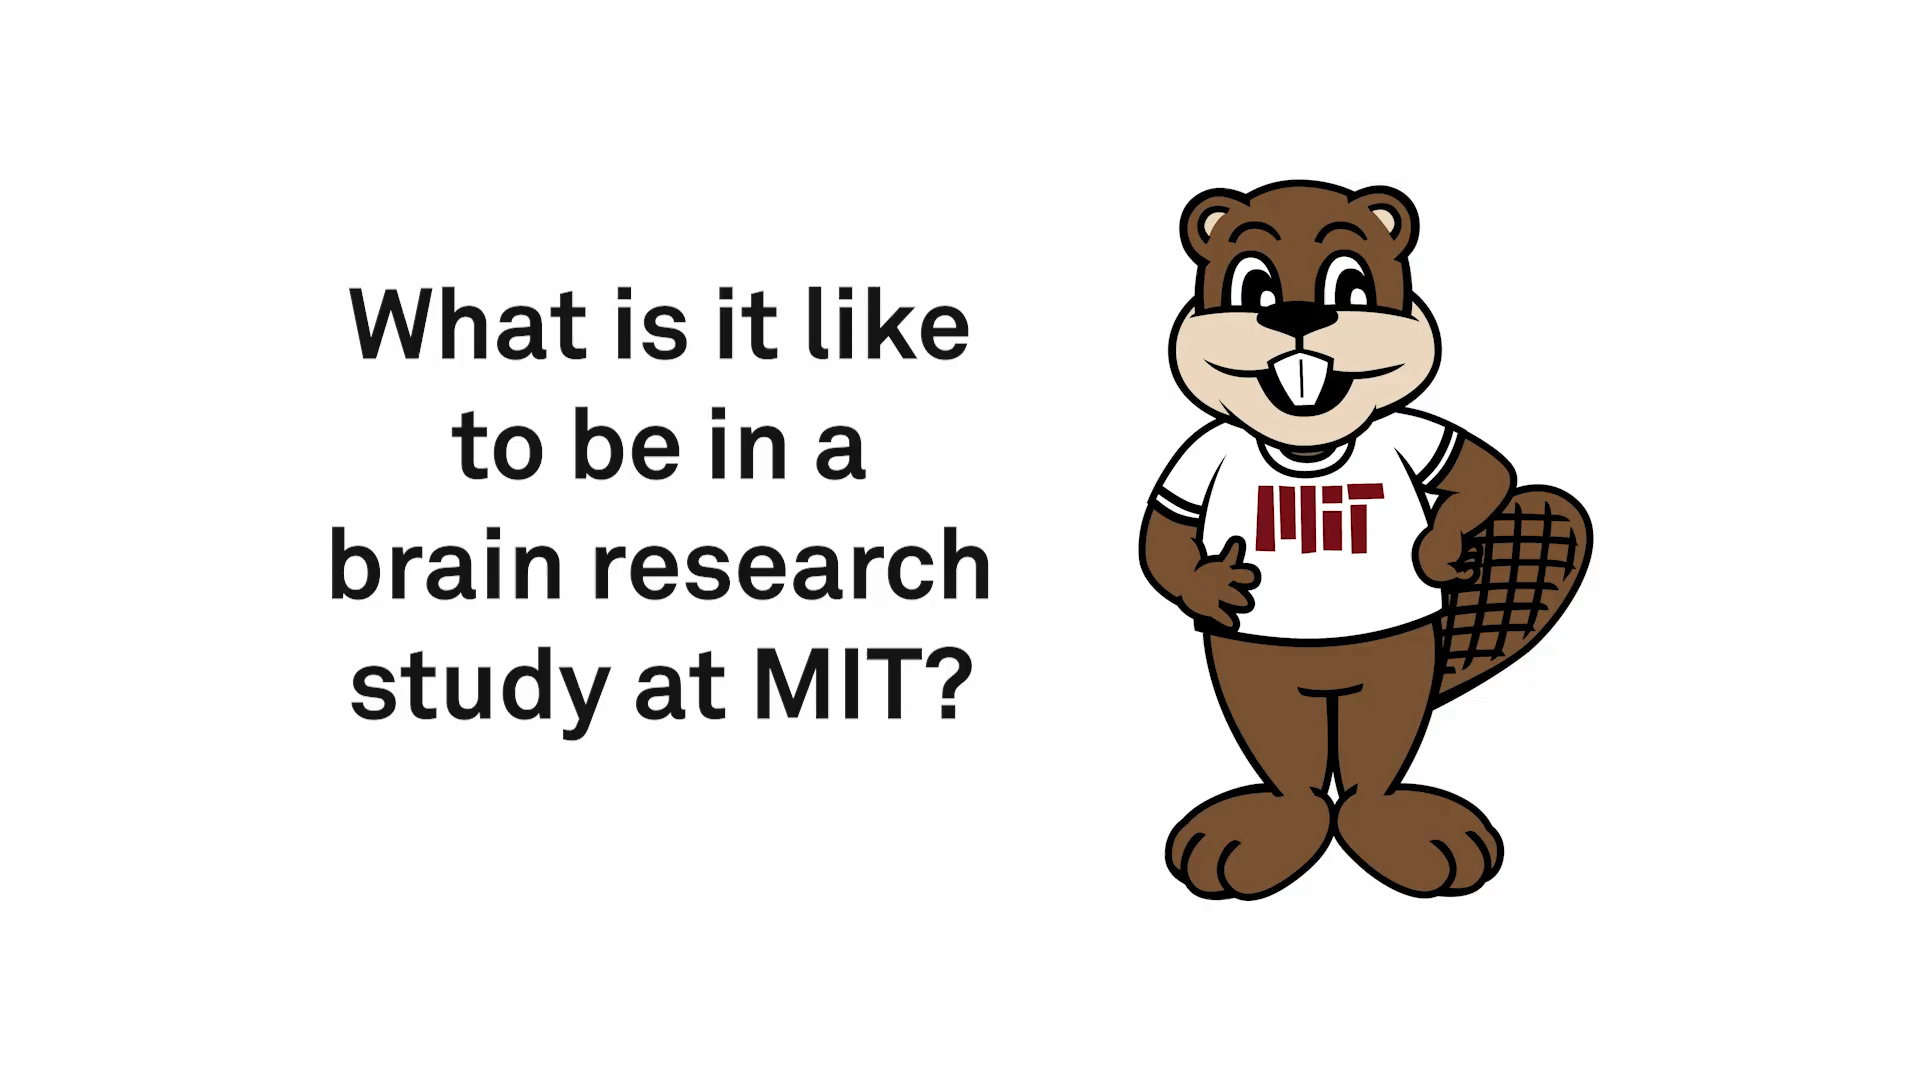 What is it like
to be in a
brain research
study at MIT?
MIT